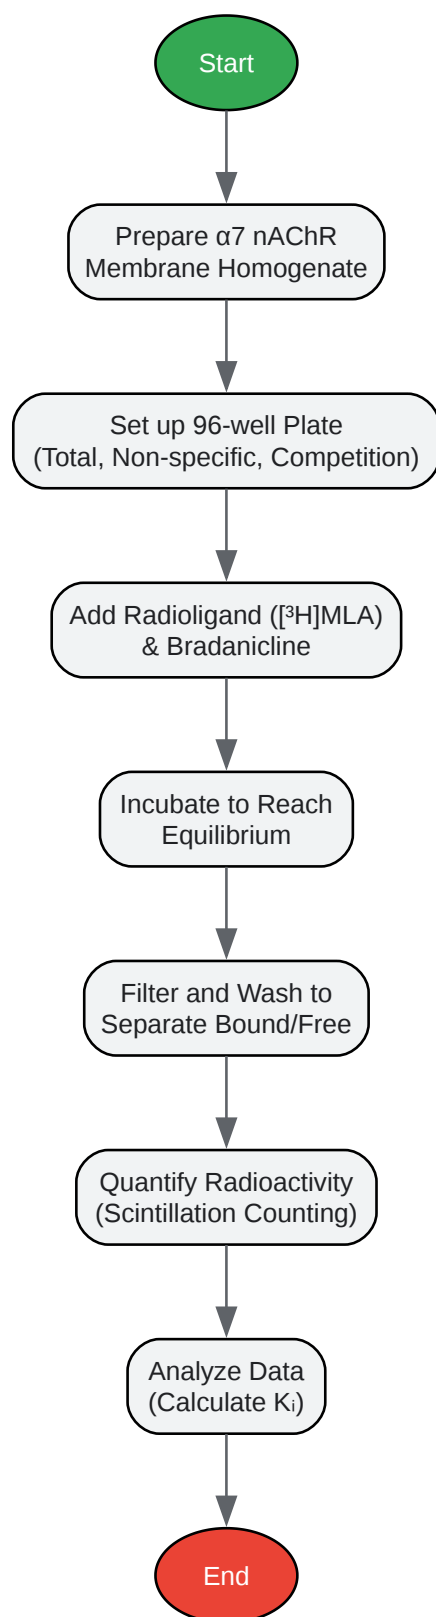 Start
Prepare α7 nAChR
Membrane Homogenate
Set up 96-well Plate
(Total, Non-specific, Competition)
Add Radioligand ([³H]MLA)
& Bradanicline
Incubate to Reach
Equilibrium
Filter and Wash to
Separate Bound/Free
Quantify Radioactivity
(Scintillation Counting)
Analyze Data
(Calculate Kᵢ)
End